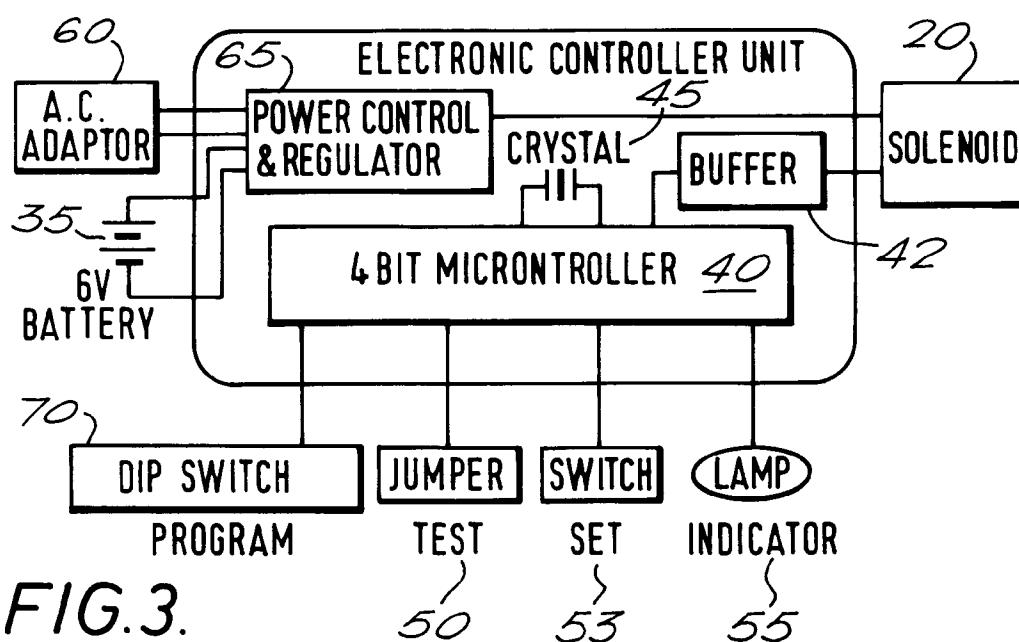 60
65
ELECTRONIC CONTROLLER UNIT
20
A.C.
ADAPTOR
POWER CONTROL
& REGULATOR
45
CRYSTAL
BUFFER
SOLENOID
35
42
4 BIT MICRONTROLLER 40
6V
BATTERY
70
DIP SWITCH
JUMPER
SWITCH
LAMP
PROGRAM
TEST
SET
INDICATOR
FIG.3.
50
53
55